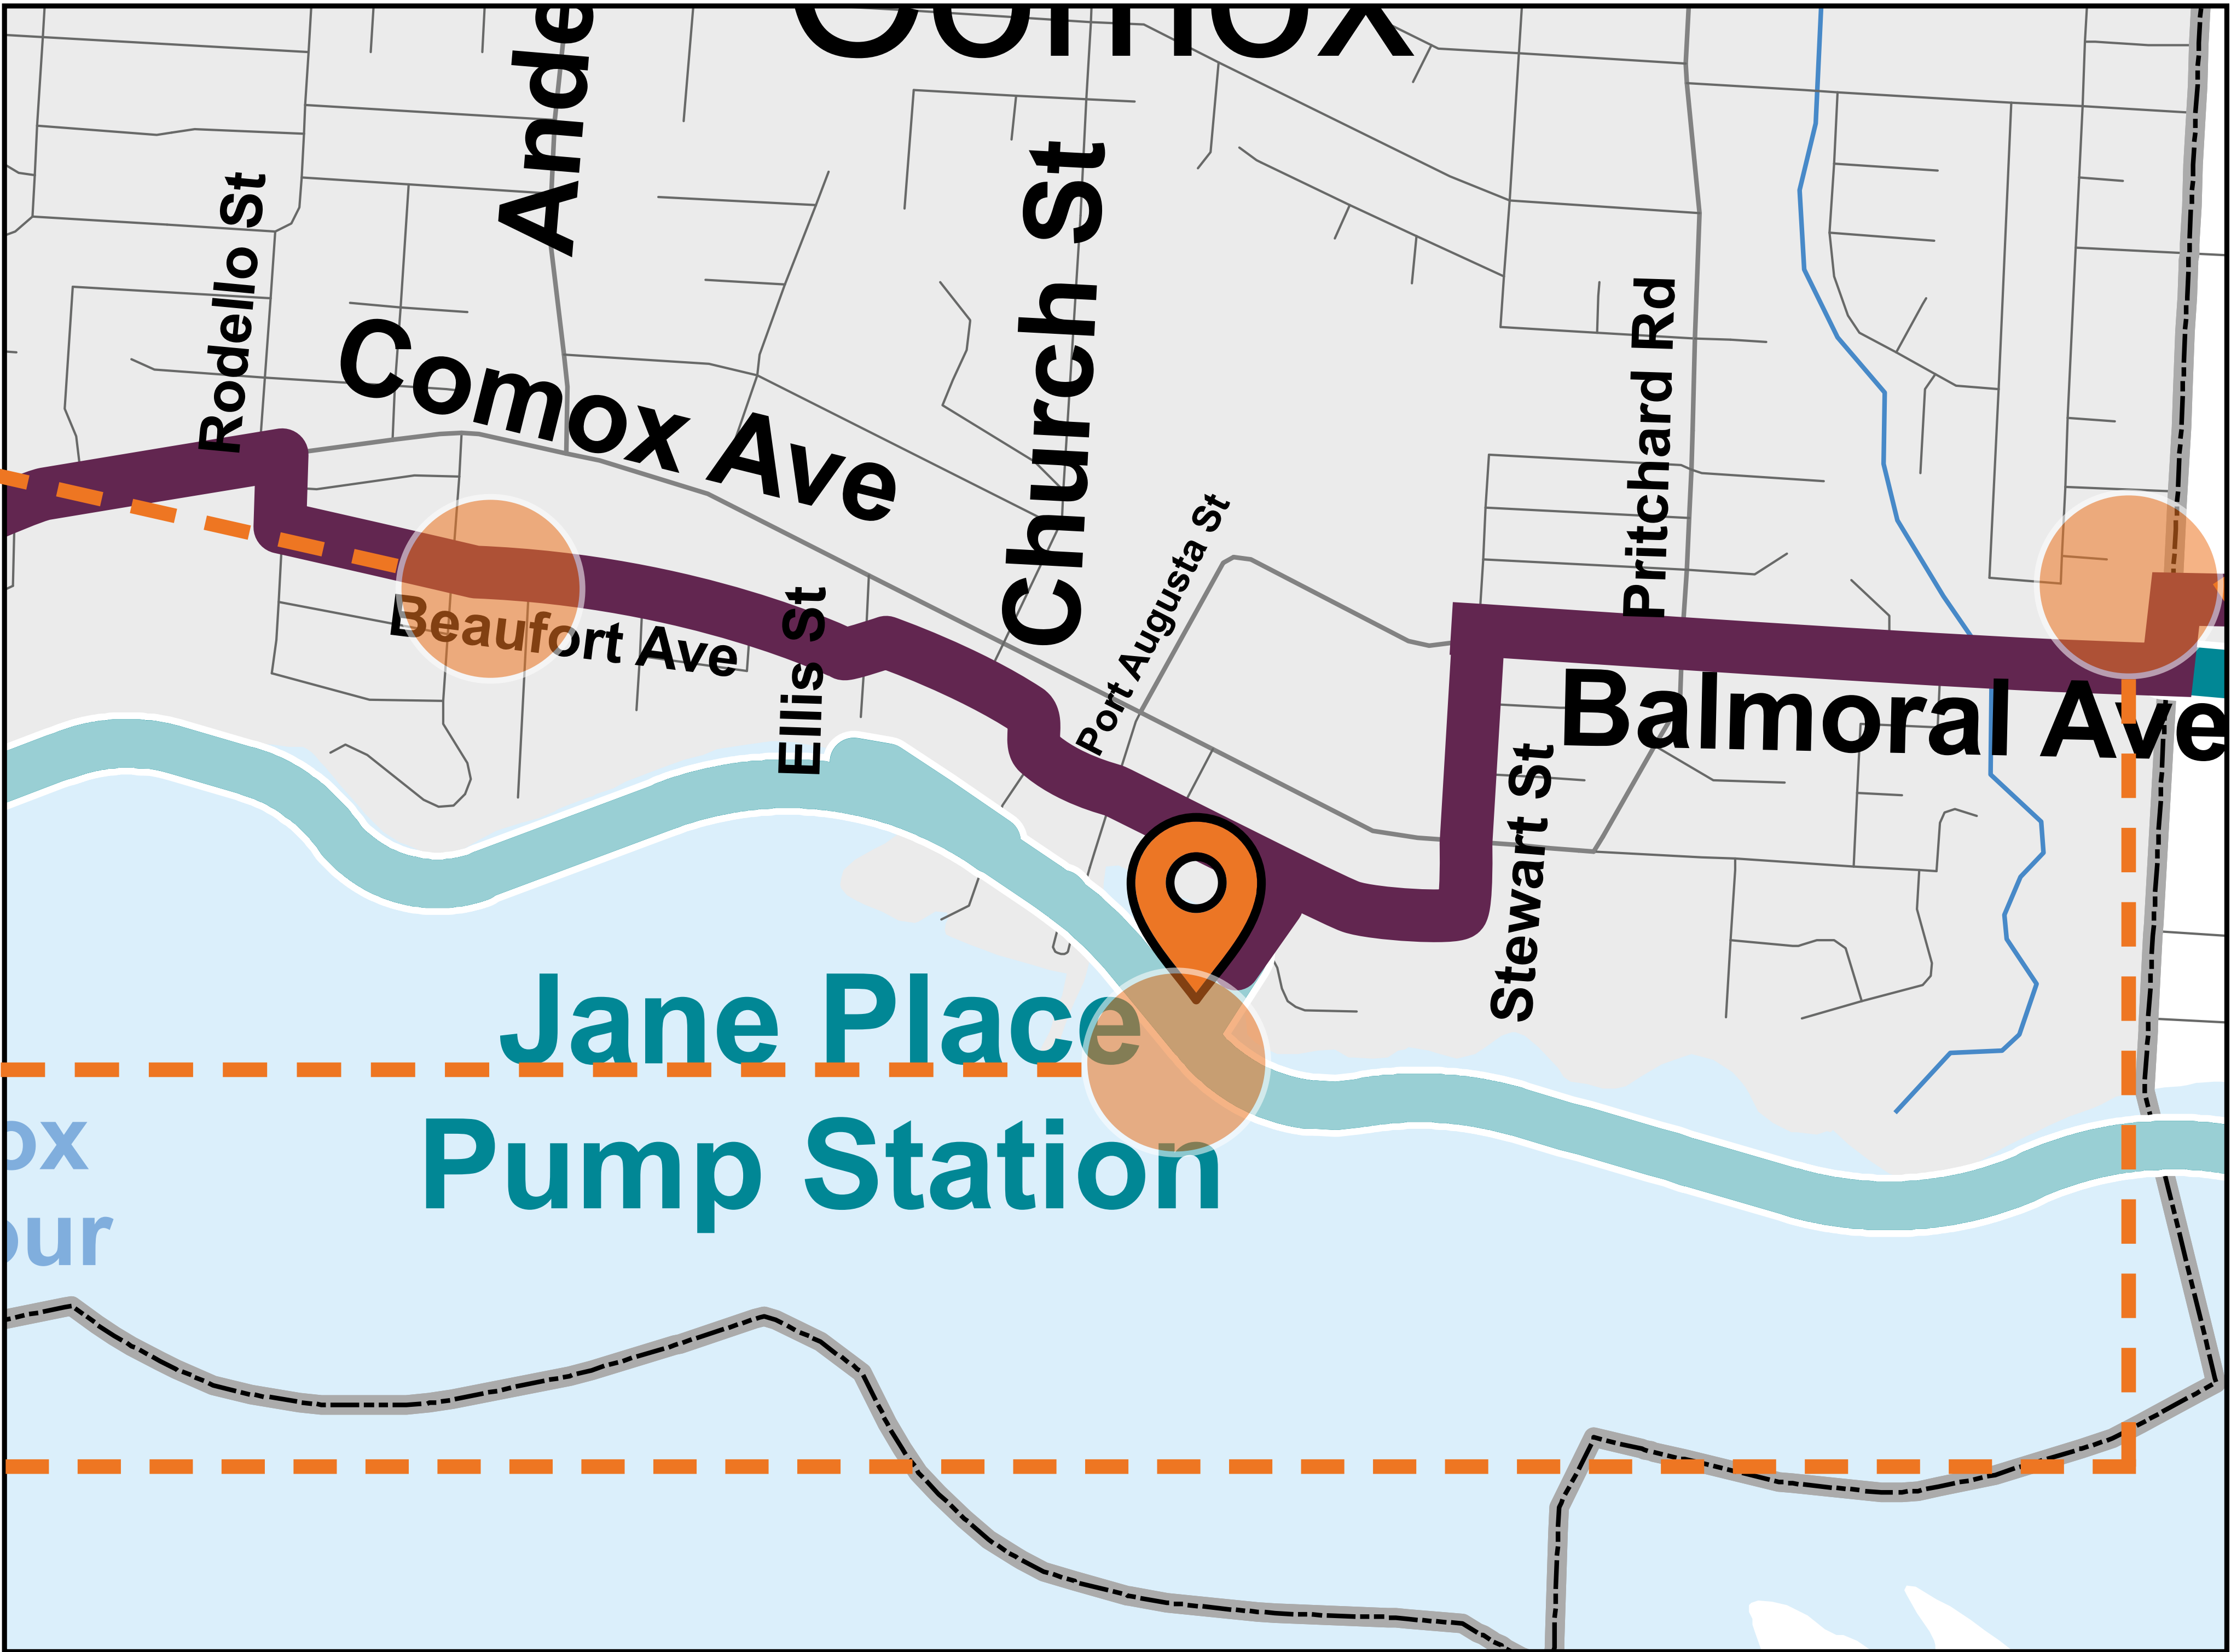 Comox
Ande
Rodello St
Comox Ave
Church St
Port Augusta St
Pritchard Rd
Beaufort Ave
Ellis St
Balmoral Ave
Stewart St
Jane Place
Pump Station
ox
our